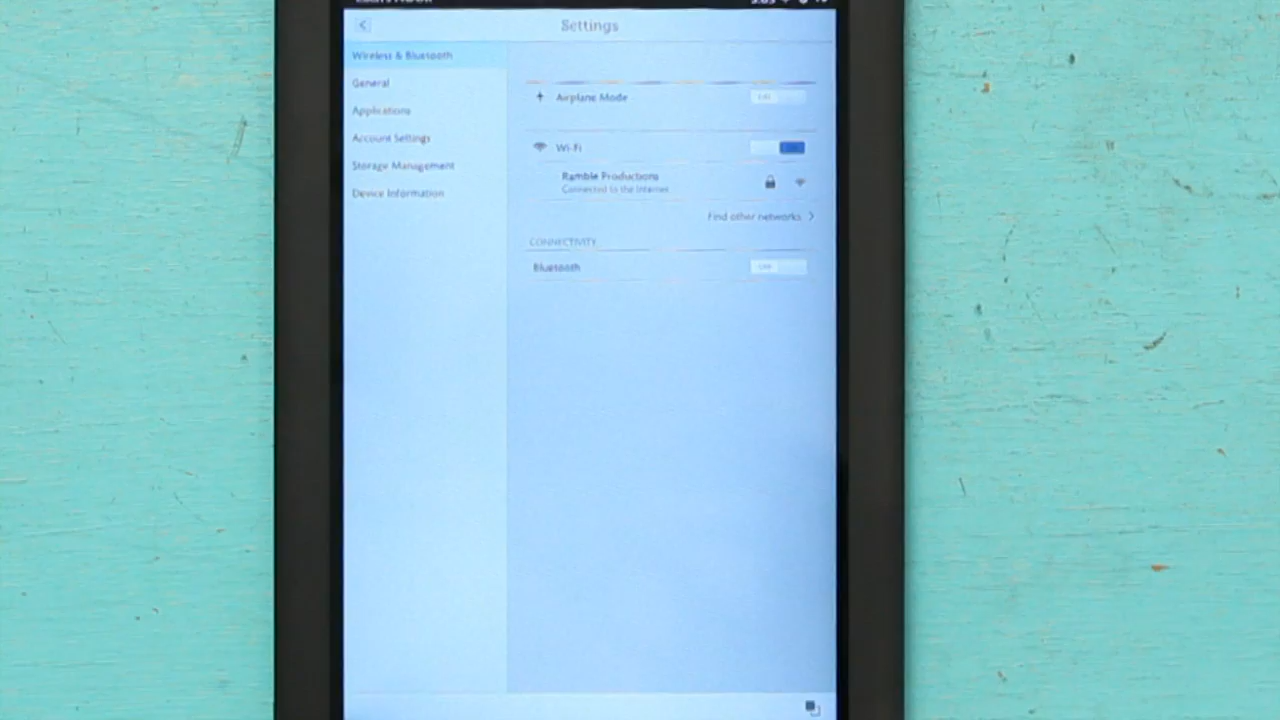 Settings
Wireless & Bluetooth
General
Applications
Account Settings
Storage Management
Device Information
Airplane Mode
Wi-Fi
Ramble Productions
Connected to the Internet
Find other networks
CONNECTIVITY
Bluetooth